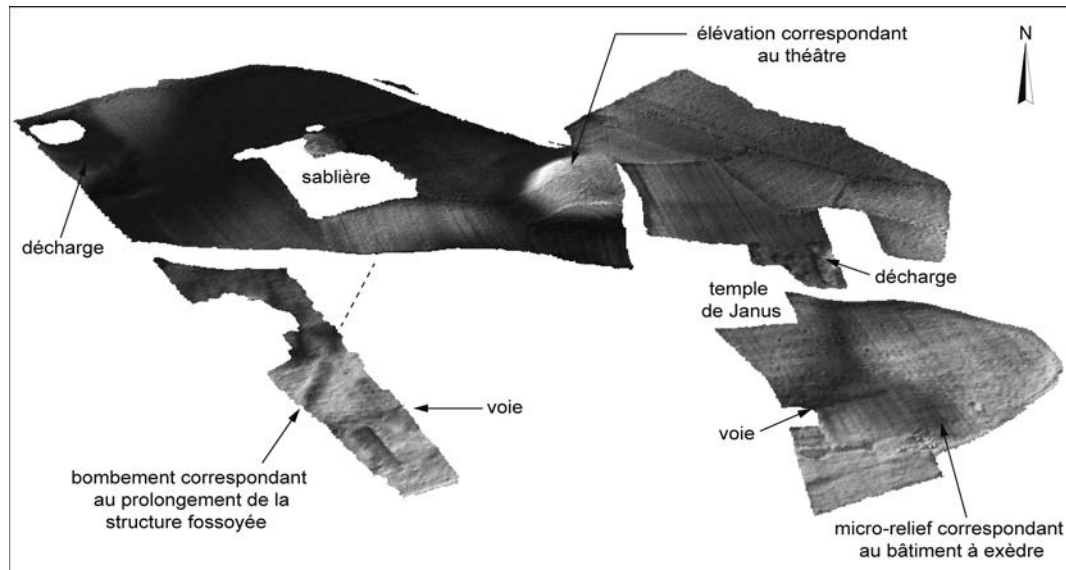 élévation correspondant
au théâtre
N
sablière
décharge
décharge
temple
de Janus
voie
voie
bombement correspondant
au prolongement de la
structure fossoyée
micro-relief correspondant
au bâtiment à exèdre